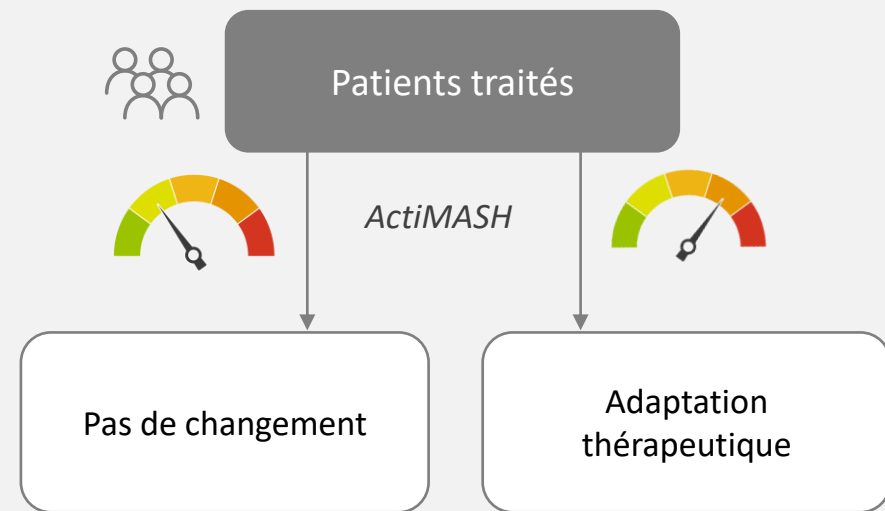 Patients traités
ActiMASH
Pas de changement
Adaptation
thérapeutique